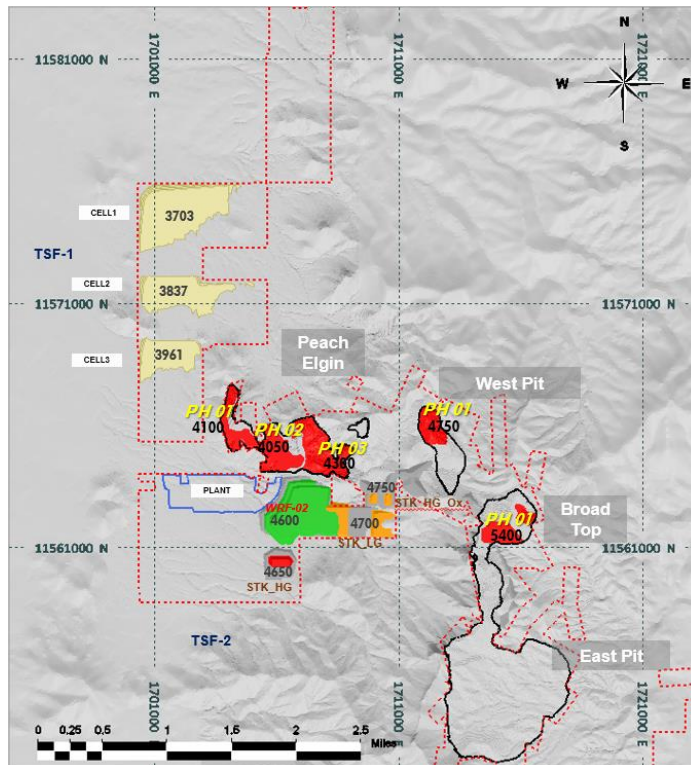 N
W E
S
11581000 N
1701000 E
1711000 E
1721000 E
CELL1
3703
TSF-1
CELL2
3837
11571000 N
11571000 N
CELL3
3961
Peach
Elgin
West Pit
PH 01
4100
PH 02
4050
PH 03
4300
PH 01
4750
PLANT
WRF-02
4600
4750
STK_HG_Ox
4700
STK_LG
PH 01
5400
Broad
Top
11561000 N
11561000 N
4650
STK_HG
TSF-2
East Pit
1701000 E
1711000 E
1721000 E
0 0.25 0.5 1 1.5 2 2.5
Miles